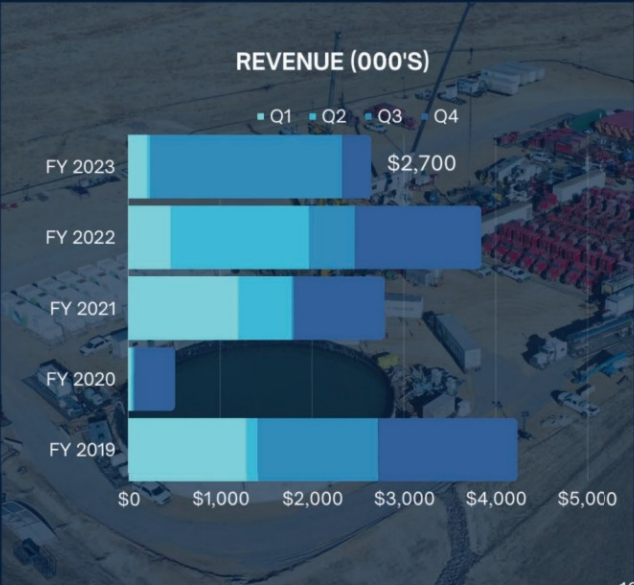 REVENUE (000'S)
Q1 Q2 Q3 Q4
FY 2023 $2,700
FY 2022
FY 2021
FY 2020
FY 2019
$0 $1,000 $2,000 $3,000 $4,000 $5,000